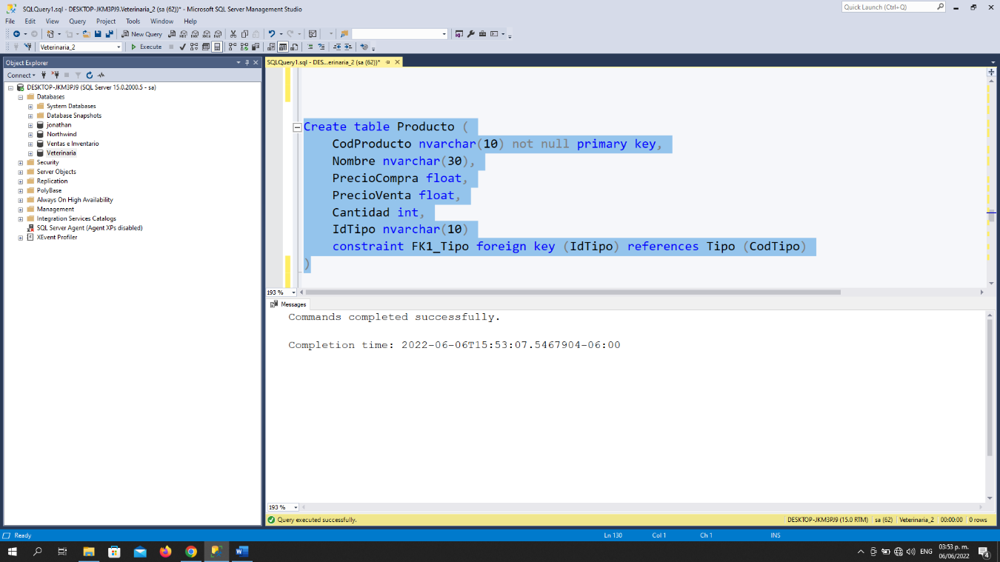 SQLQuery1.sql - DESKTOP-JKM3PJ9.Veterinaria_2 (sa (62))* - Microsoft SQL Server Management Studio
Quick Launch (Ctrl+Q)
File Edit View Query Project Tools Window Help
New Query
Veterinaria_2
Execute
Object Explorer
Connect
DESKTOP-JKM3PJ9 (SQL Server 15.0.2000.5 - sa)
Databases
System Databases
Database Snapshots
jonathan
Northwind
Ventas e Inventario
Veterinaria
Security
Server Objects
Replication
PolyBase
Always On High Availability
Management
Integration Services Catalogs
SQL Server Agent (Agent XPs disabled)
XEvent Profiler
SQLQuery1.sql - DES...erinaria_2 (sa (62))*
Create table Producto (
CodProducto nvarchar(10) not null primary key,
Nombre nvarchar(30),
PrecioCompra float,
PrecioVenta float,
Cantidad int,
IdTipo nvarchar(10)
constraint FK1_Tipo foreign key (IdTipo) references Tipo (CodTipo)
)
193 %
Messages
Commands completed successfully.
Completion time: 2022-06-06T15:53:07.5467904-06:00
193 %
Query executed successfully.
DESKTOP-JKM3PJ9 (15.0 RTM) sa (62) Veterinaria_2 00:00:00 0 rows
Ready
Ln 130 Col 1 Ch 1 INS
ENG
03:53 p. m.
06/06/2022
4